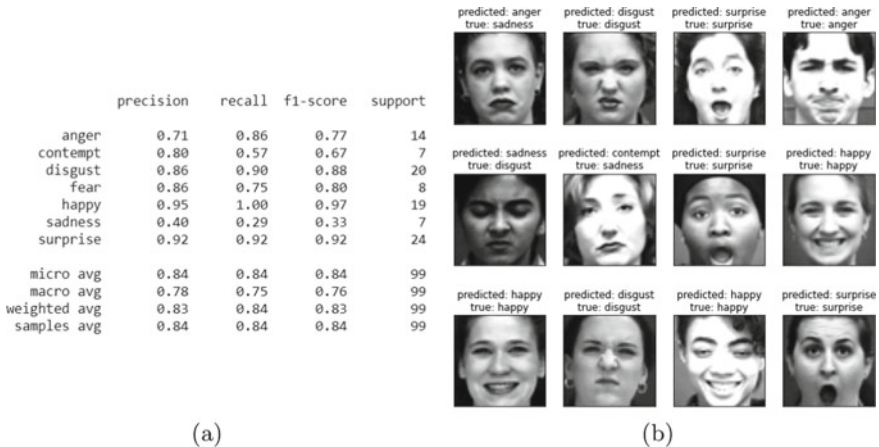 precision recall f1-score support
anger 0.71 0.86 0.77 14
contempt 0.80 0.57 0.67 7
disgust 0.86 0.90 0.88 20
fear 0.86 0.75 0.80 8
happy 0.95 1.00 0.97 19
sadness 0.40 0.29 0.33 7
surprise 0.92 0.92 0.92 24
micro avg 0.84 0.84 0.84 99
macro avg 0.78 0.75 0.76 99
weighted avg 0.83 0.84 0.83 99
samples avg 0.84 0.84 0.84 99
(a)
predicted: anger
true: sadness
predicted: disgust
true: disgust
predicted: surprise
true: surprise
predicted: anger
true: anger
predicted: sadness
true: disgust
predicted: contempt
true: sadness
predicted: surprise
true: surprise
predicted: happy
true: happy
predicted: happy
true: happy
predicted: disgust
true: disgust
predicted: happy
true: happy
predicted: surprise
true: surprise
(b)